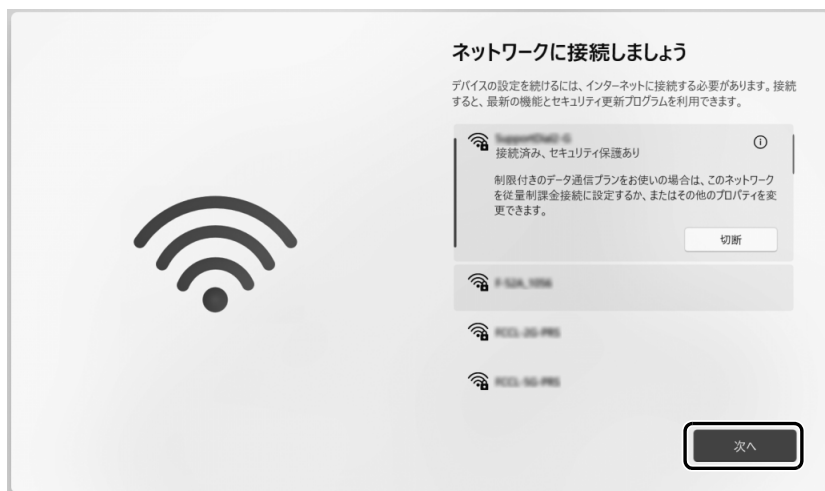 ネットワークに接続しましょう
デバイスの設定を続けるには、インターネットに接続する必要があります。接続
すると、最新の機能とセキュリティ更新プログラムを利用できます。
接続済み、セキュリティ保護あり
制限付きのデータ通信プランをお使いの場合は、このネットワーク
を従量制課金接続に設定するか、またはその他のプロパティを変
更できます。
切断
次へ